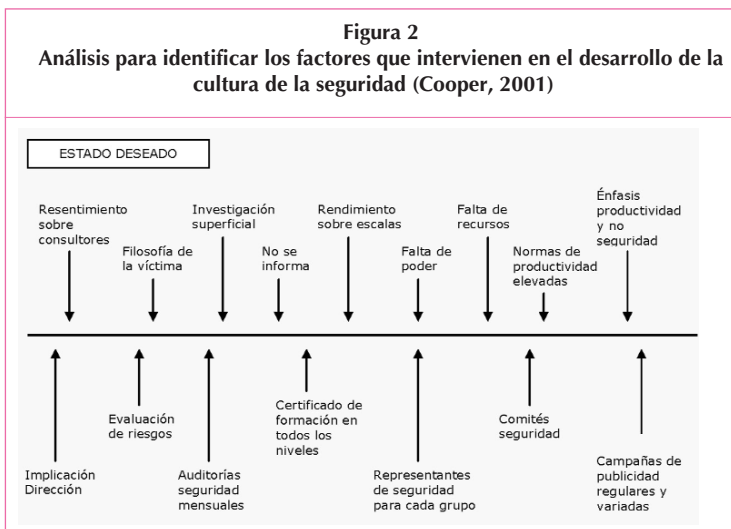 Figura 2
Análisis para identificar los factores que intervienen en el desarrollo de la
cultura de la seguridad (Cooper, 2001)
ESTADO DESEADO
Resentimiento
sobre
consultores
Filosofía de
la víctima
Investigación
superficial
No se
informa
Rendimiento
sobre escalas
Falta de
poder
Falta de
recursos
Normas de
productividad
elevadas
Énfasis
productividad
y no
seguridad
Implicación
Dirección
Evaluación
de riesgos
Auditorías
seguridad
mensuales
Certificado de
formación en
todos los
niveles
Representantes
de seguridad
para cada grupo
Comités
seguridad
Campañas de
publicidad
regulares y
variadas